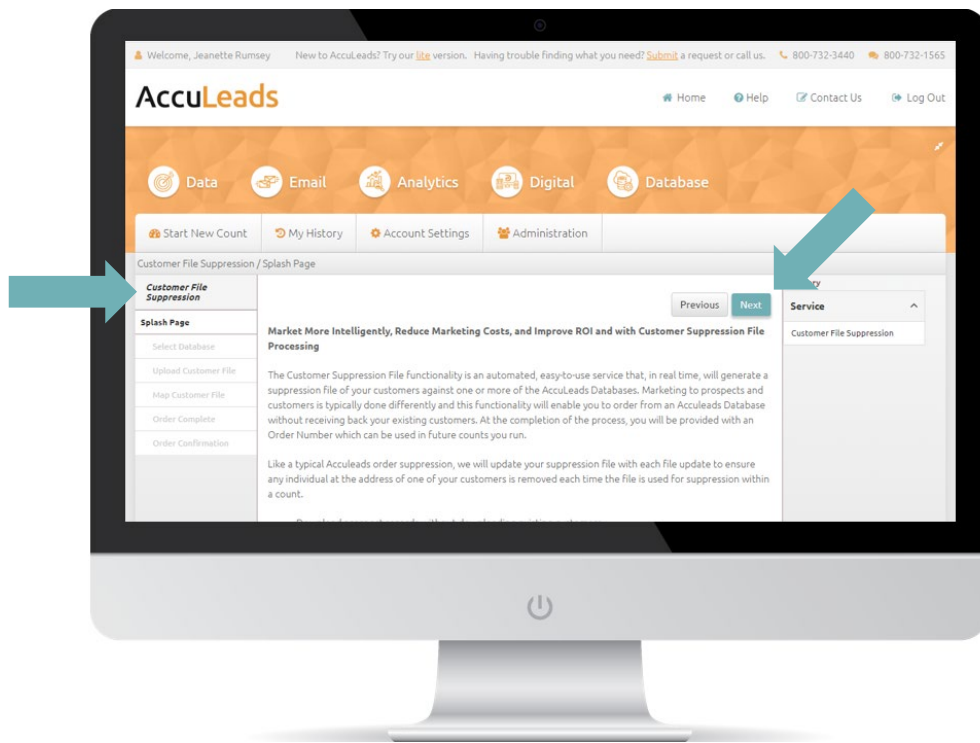 Welcome, Jeanette Rumsey New to AccuLeads? Try our lite version. Having trouble finding what you need? Submit a request or call us. 800-732-3440 800-732-1565
AccuLeads
Home Help Contact Us Log Out
Data Email Analytics Digital Database
Start New Count My History Account Settings Administration
Customer File Suppression / Splash Page
Customer File
Suppression
Splash Page
Select Database
Upload Customer File
Map Customer File
Order Complete
Order Confirmation
Previous Next
Market More Intelligently, Reduce Marketing Costs, and Improve ROI and with Customer Suppression File
Processing
The Customer Suppression File functionality is an automated, easy-to-use service that, in real time, will generate a
suppression file of your customers against one or more of the AccuLeads Databases. Marketing to prospects and
customers is typically done differently and this functionality will enable you to order from an Acculeads Database
without receiving back your existing customers. At the completion of the process, you will be provided with an
Order Number which can be used in future counts you run.
Like a typical Acculeads order suppression, we will update your suppression file with each file update to ensure
any individual at the address of one of your customers is removed each time the file is used for suppression within
a count.
Service
Customer File Suppression